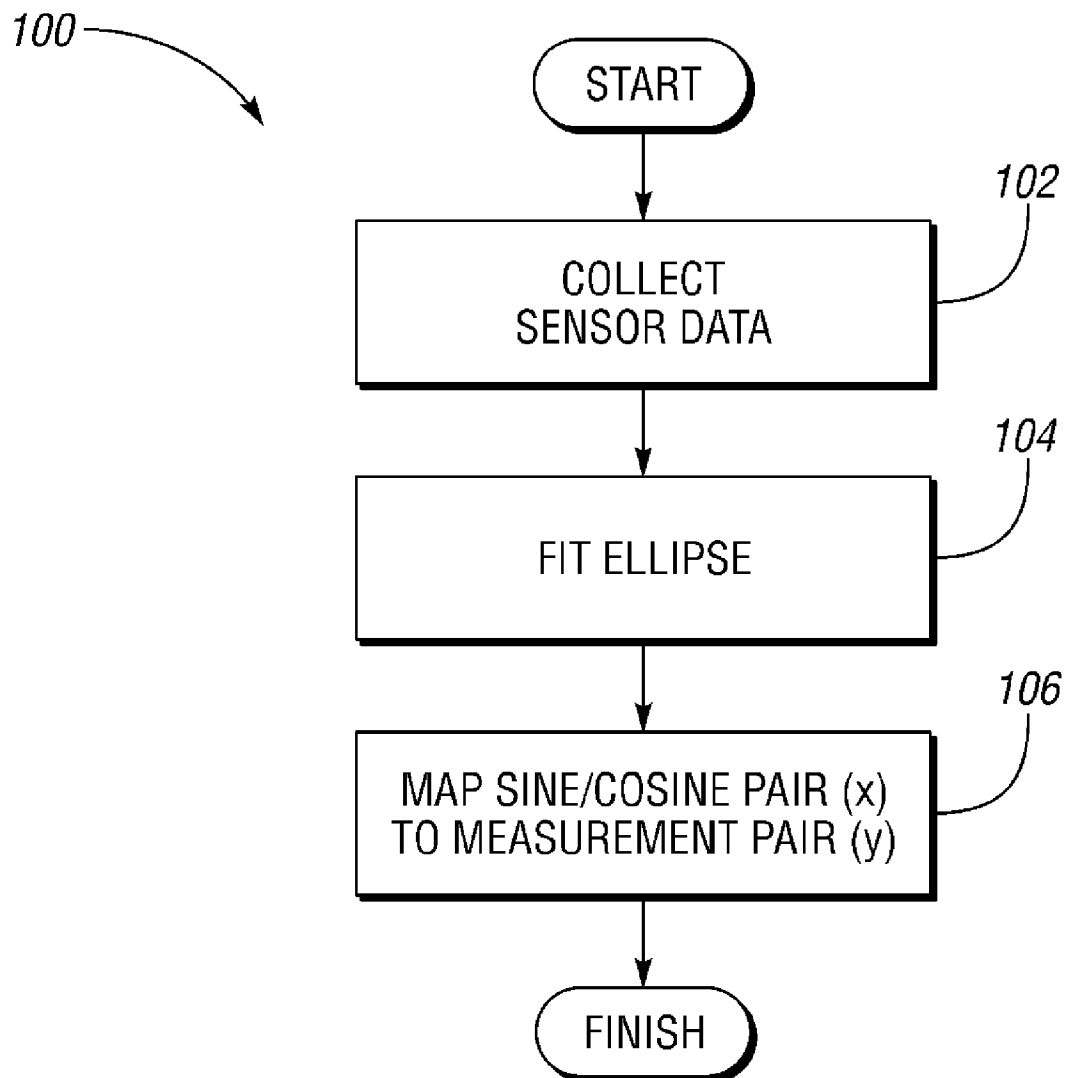 100
START
102
COLLECT
SENSOR DATA
104
FIT ELLIPSE
106
MAP SINE/COSINE PAIR (x)
TO MEASUREMENT PAIR (y)
FINISH